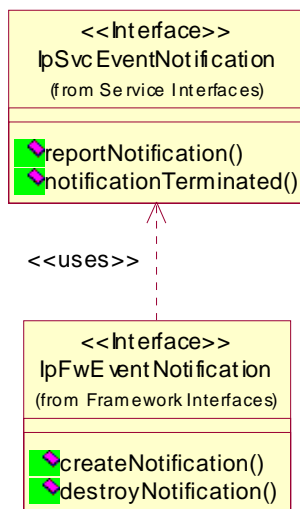 <<Interface>>
IpSvcEventNotification
(from Service Interfaces)
reportNotification()
notificationTerminated()
<<uses>>
<<Interface>>
IpFwEventNotification
(from Framework Interfaces)
createNotification()
destroyNotification()